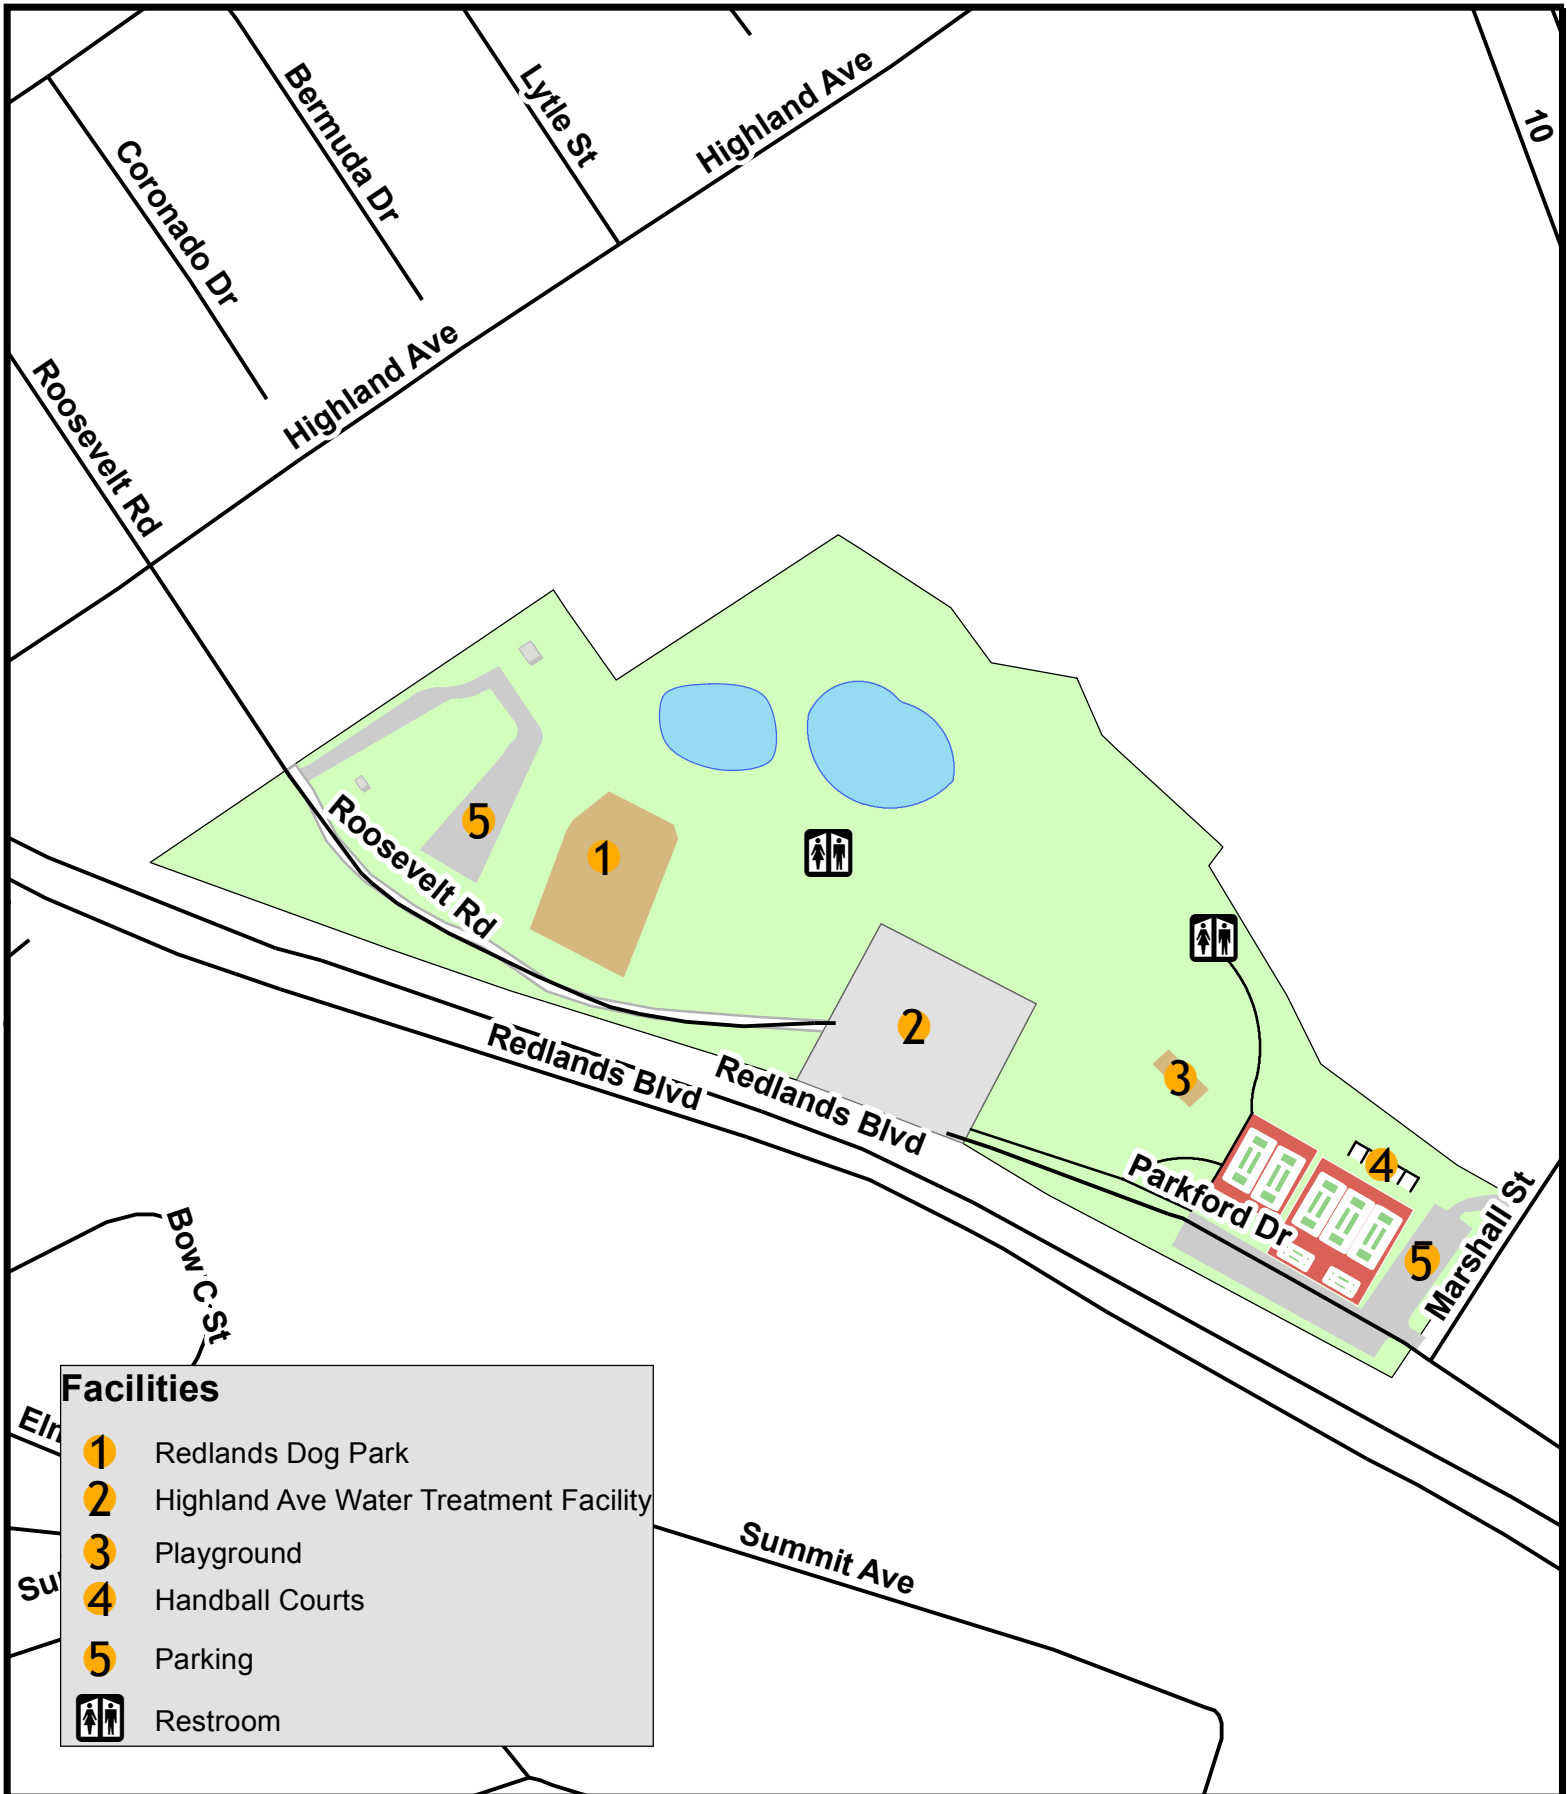 10
Lytle St
Highland Ave
Bermuda Dr
Coronado Dr
Highland Ave
Roosevelt Rd
Roosevelt Rd
5
1
2
3
Redlands Blvd
Redlands Blvd
Parkford Dr
4
5
Marshall St
Bow C St
Facilities
1 Redlands Dog Park
2 Highland Ave Water Treatment Facility
3 Playground
4 Handball Courts
5 Parking
Restroom
Summit Ave